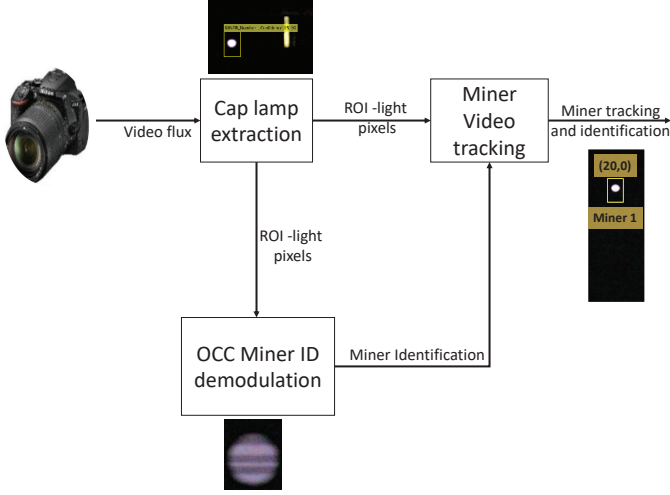 Cap lamp
extraction
Video flux
ROI -light
pixels
Miner
Video
tracking
Miner tracking
and identification
(20,0)
Miner 1
ROI -light
pixels
OCC Miner ID
demodulation
Miner Identification